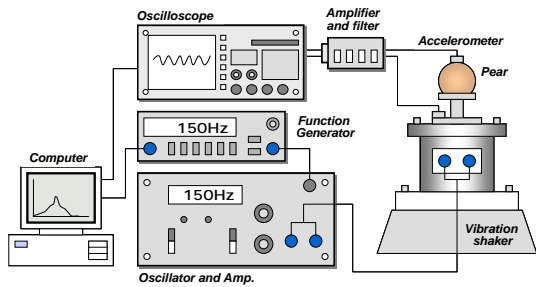 Oscilloscope
Amplifier
and filter
Accelerometer
Pear
150Hz
Function
Generator
Computer
150Hz
Vibration
shaker
Oscillator and Amp.